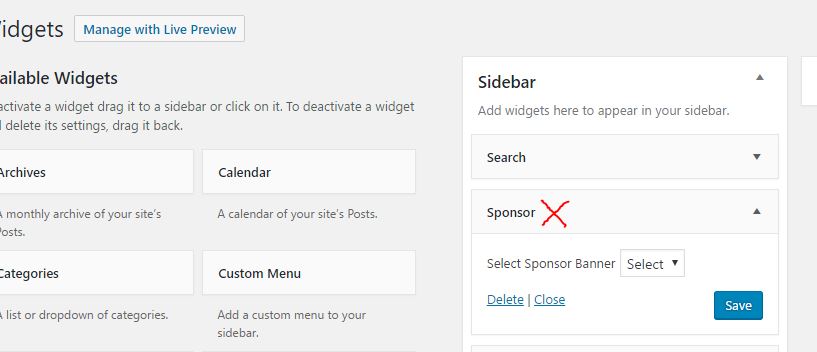 idgets
Manage with Live Preview
ailable Widgets
activate a widget drag it to a sidebar or click on it. To deactivate a widget
delete its settings, drag it back.
Archives
Calendar
A monthly archive of your site's
Posts.
A calendar of your site's Posts.
Categories
Custom Menu
A list or dropdown of categories.
Add a custom menu to your
sidebar.
Sidebar
Add widgets here to appear in your sidebar.
Search
Sponsor
Select Sponsor Banner
Select
Delete | Close
Save